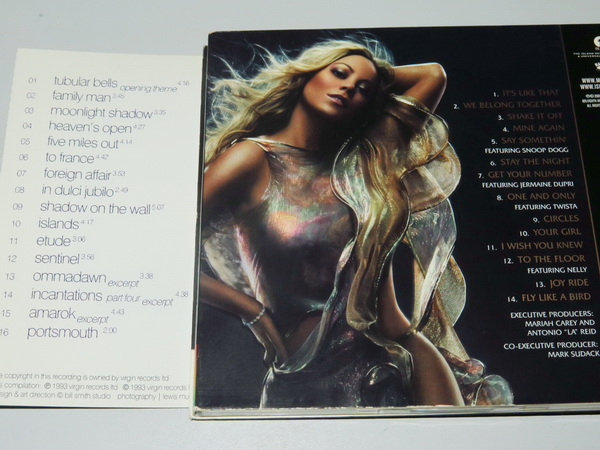 01 tubular bells opening theme 4.16
02 family man 3.45
03 moonlight shadow 3.35
04 heaven's open 4.27
05 five miles out 4.14
06 to france 4.42
07 foreign affair 3.53
08 in dulci jubilo 2.49
09 shadow on the wall 5.07
10 islands 4.17
11 etude 3.06
12 sentinel 3.56
13 ommadawn excerpt 3.38
14 incantations part four excerpt 4.38
15 amarok excerpt 4.43
16 portsmouth 2.00
copyright in this recording is owned by virgin records ltd
compilation: ℗ 1993 virgin records ltd © 1993 virgin records
& art direction © bill smith studio photography j lewis
1. IT'S LIKE THAT
2. WE BELONG TOGETHER
3. SHAKE IT OFF
4. MINE AGAIN
5. SAY SOMETHIN
FEATURING SNOOP DOGG
6. STAY THE NIGHT
7. GET YOUR NUMBER
FEATURING JERMAINE DUPRI
8. ONE AND ONLY
FEATURING TWISTA
9. CIRCLES
10. YOUR GIRL
11. I WISH YOU KNEW
12. TO THE FLOOR
FEATURING NELLY
13. JOY RIDE
14. FLY LIKE A BIRD
EXECUTIVE PRODUCERS:
MARIAH CAREY AND
ANTONIO "LA" REID
CO-EXECUTIVE PRODUCER:
MARK SUDACK
WWW.M
WWW.IS